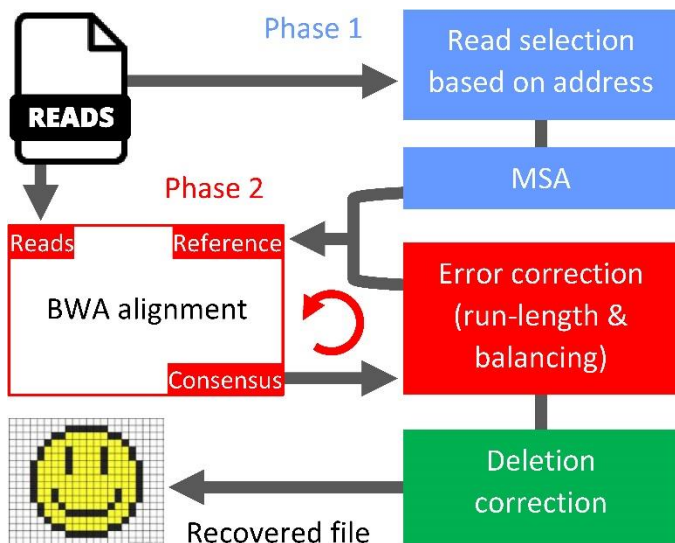 Phase 1
READS
Read selection
based on address
MSA
Phase 2
Reads
Reference
BWA alignment
Consensus
Error correction
(run-length &
balancing)
Deletion
correction
Recovered file